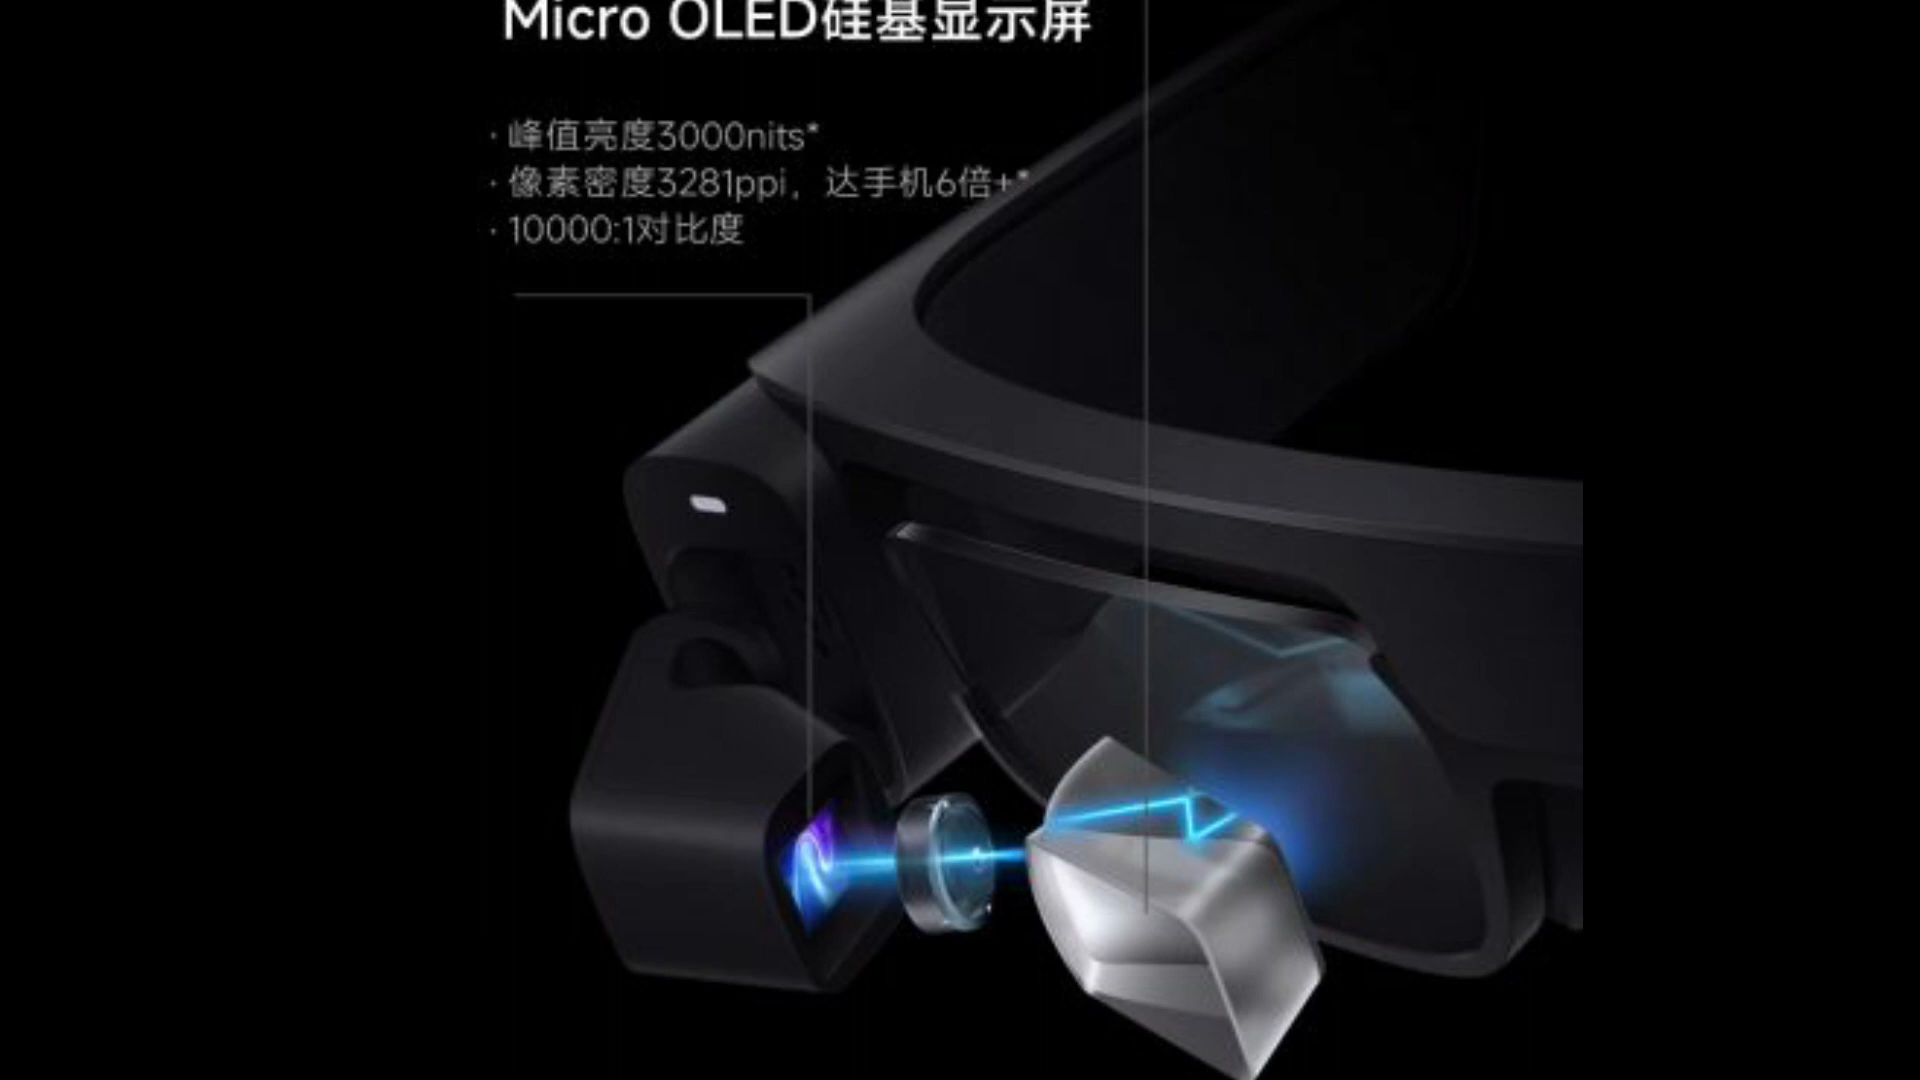 Micro OLED硅基显示屏
· 峰值亮度3000nits*
· 像素密度3281ppi，达手机6倍+*
· 10000:1对比度